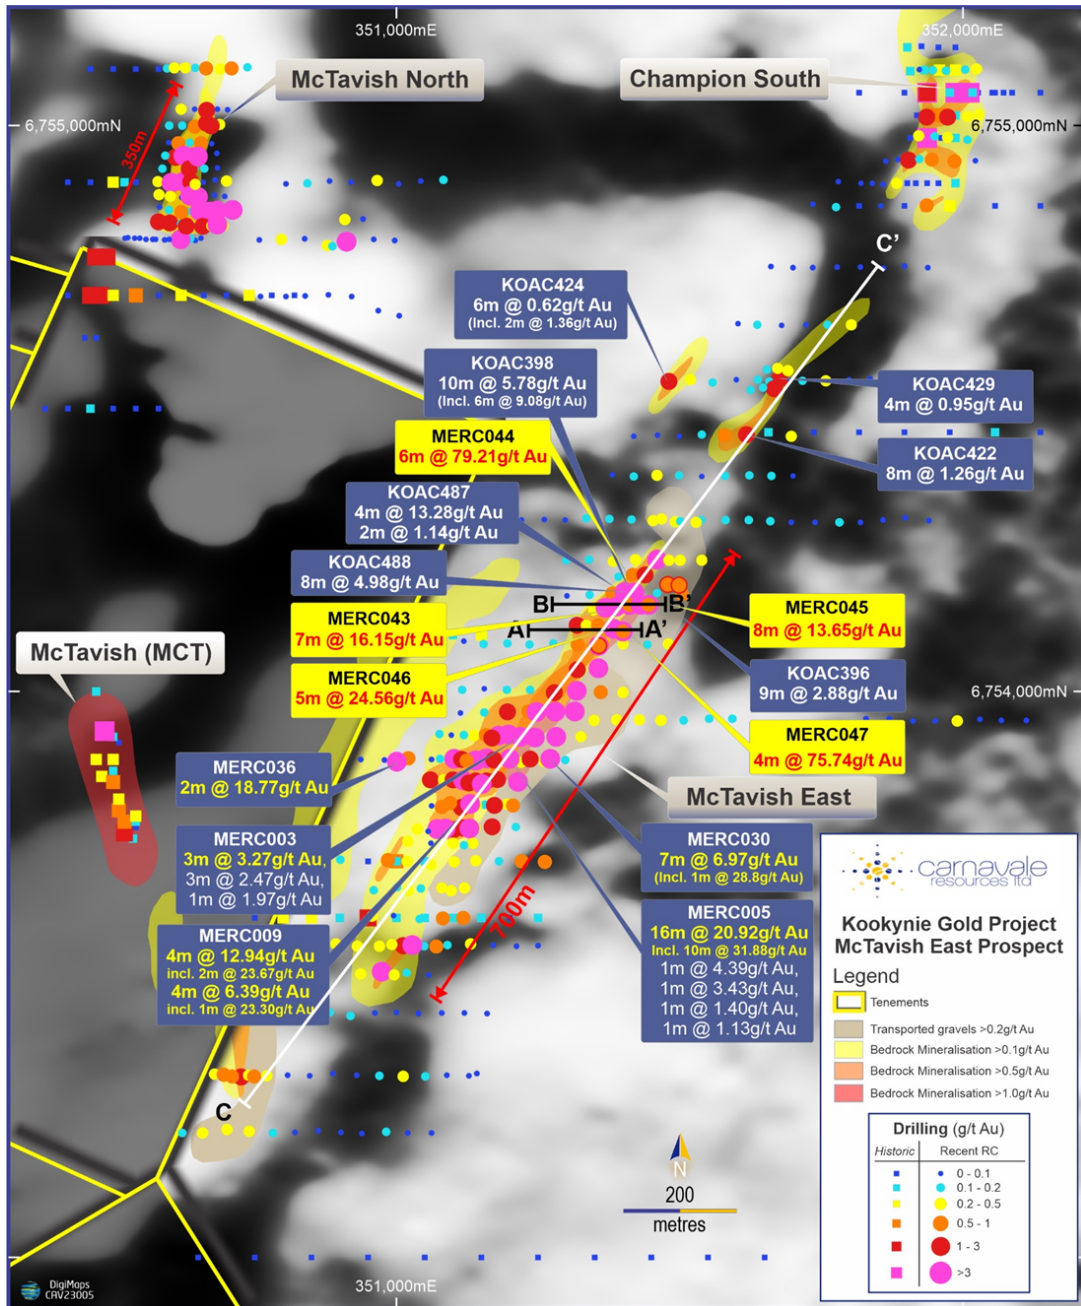 351,000mE
352,000mE
McTavish North
Champion South
6,755,000mN
6,755,000mN
350m
C'
KOAC424
6m @ 0.62g/t Au
(Incl. 2m @ 1.36g/t Au)
KOAC398
10m @ 5.78g/t Au
(Incl. 6m @ 9.08g/t Au)
KOAC429
4m @ 0.95g/t Au
MERC044
6m @ 79.21g/t Au
KOAC422
8m @ 1.26g/t Au
KOAC487
4m @ 13.28g/t Au
2m @ 1.14g/t Au
KOAC488
8m @ 4.98g/t Au
B
B'
MERC043
7m @ 16.15g/t Au
MERC045
8m @ 13.65g/t Au
A
A'
McTavish (MCT)
MERC046
5m @ 24.56g/t Au
KOAC396
9m @ 2.88g/t Au
6,754,000mN
MERC047
4m @ 75.74g/t Au
MERC036
2m @ 18.77g/t Au
McTavish East
MERC003
3m @ 3.27g/t Au,
3m @ 2.47g/t Au,
1m @ 1.97g/t Au
MERC030
7m @ 6.97g/t Au
(Incl. 1m @ 28.8g/t Au)
700m
MERC009
4m @ 12.94g/t Au
incl. 2m @ 23.67g/t Au
4m @ 6.39g/t Au
incl. 1m @ 23.30g/t Au
MERC005
16m @ 20.92g/t Au
Incl. 10m @ 31.88g/t Au
1m @ 4.39g/t Au,
1m @ 3.43g/t Au,
1m @ 1.40g/t Au,
1m @ 1.13g/t Au
C
carnavale
resources ltd
Kookynie Gold Project
McTavish East Prospect
Legend
Tenements
Transported gravels >0.2g/t Au
Bedrock Mineralisation >0.1g/t Au
Bedrock Mineralisation >0.5g/t Au
Bedrock Mineralisation >1.0g/t Au
Drilling (g/t Au)
Historic Recent RC
0 - 0.1
0.1 - 0.2
0.2 - 0.5
0.5 - 1
1 - 3
>3
N
200
metres
DigiMaps
CAV23005
351,000mE